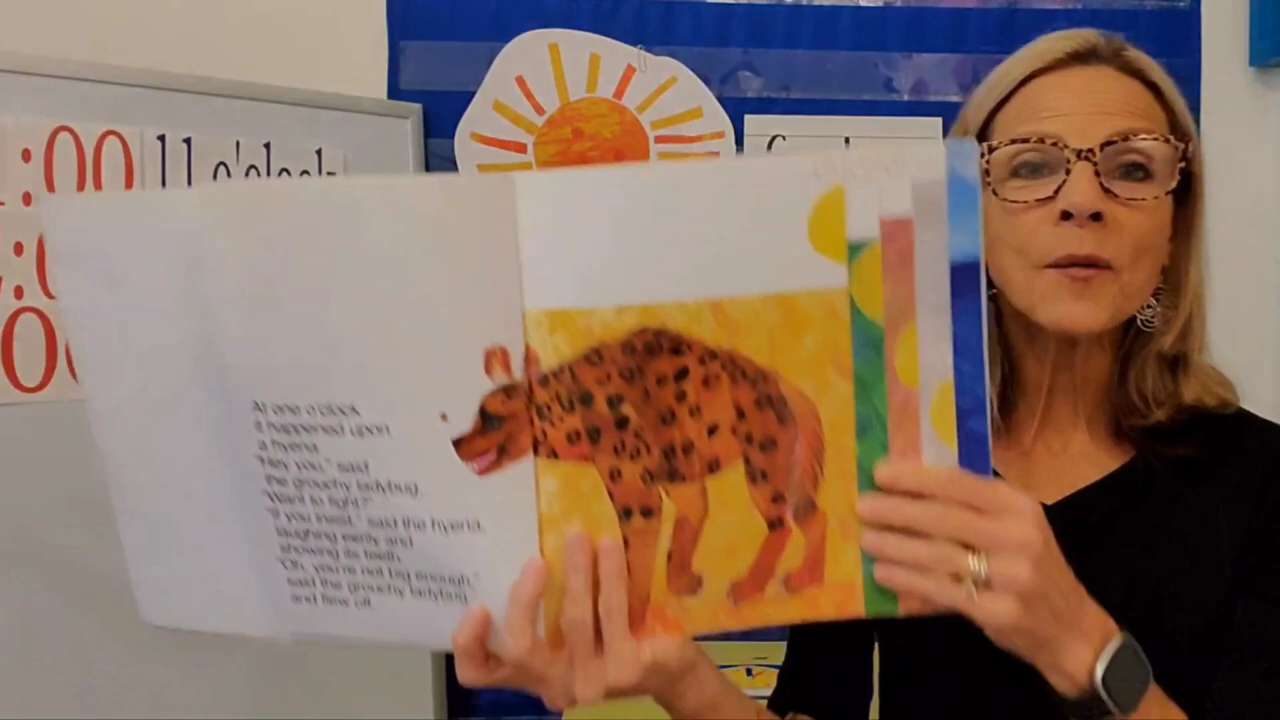 :00 11 o'clock
At one o'clock
it happened upon
a hyena.
"Hey you," said
the grouchy ladybug.
"Want to fight?"
"If you insist," said the hyena,
laughing eerily and
showing its teeth.
"Oh, you're not big enough,"
said the grouchy ladybug
and flew off.